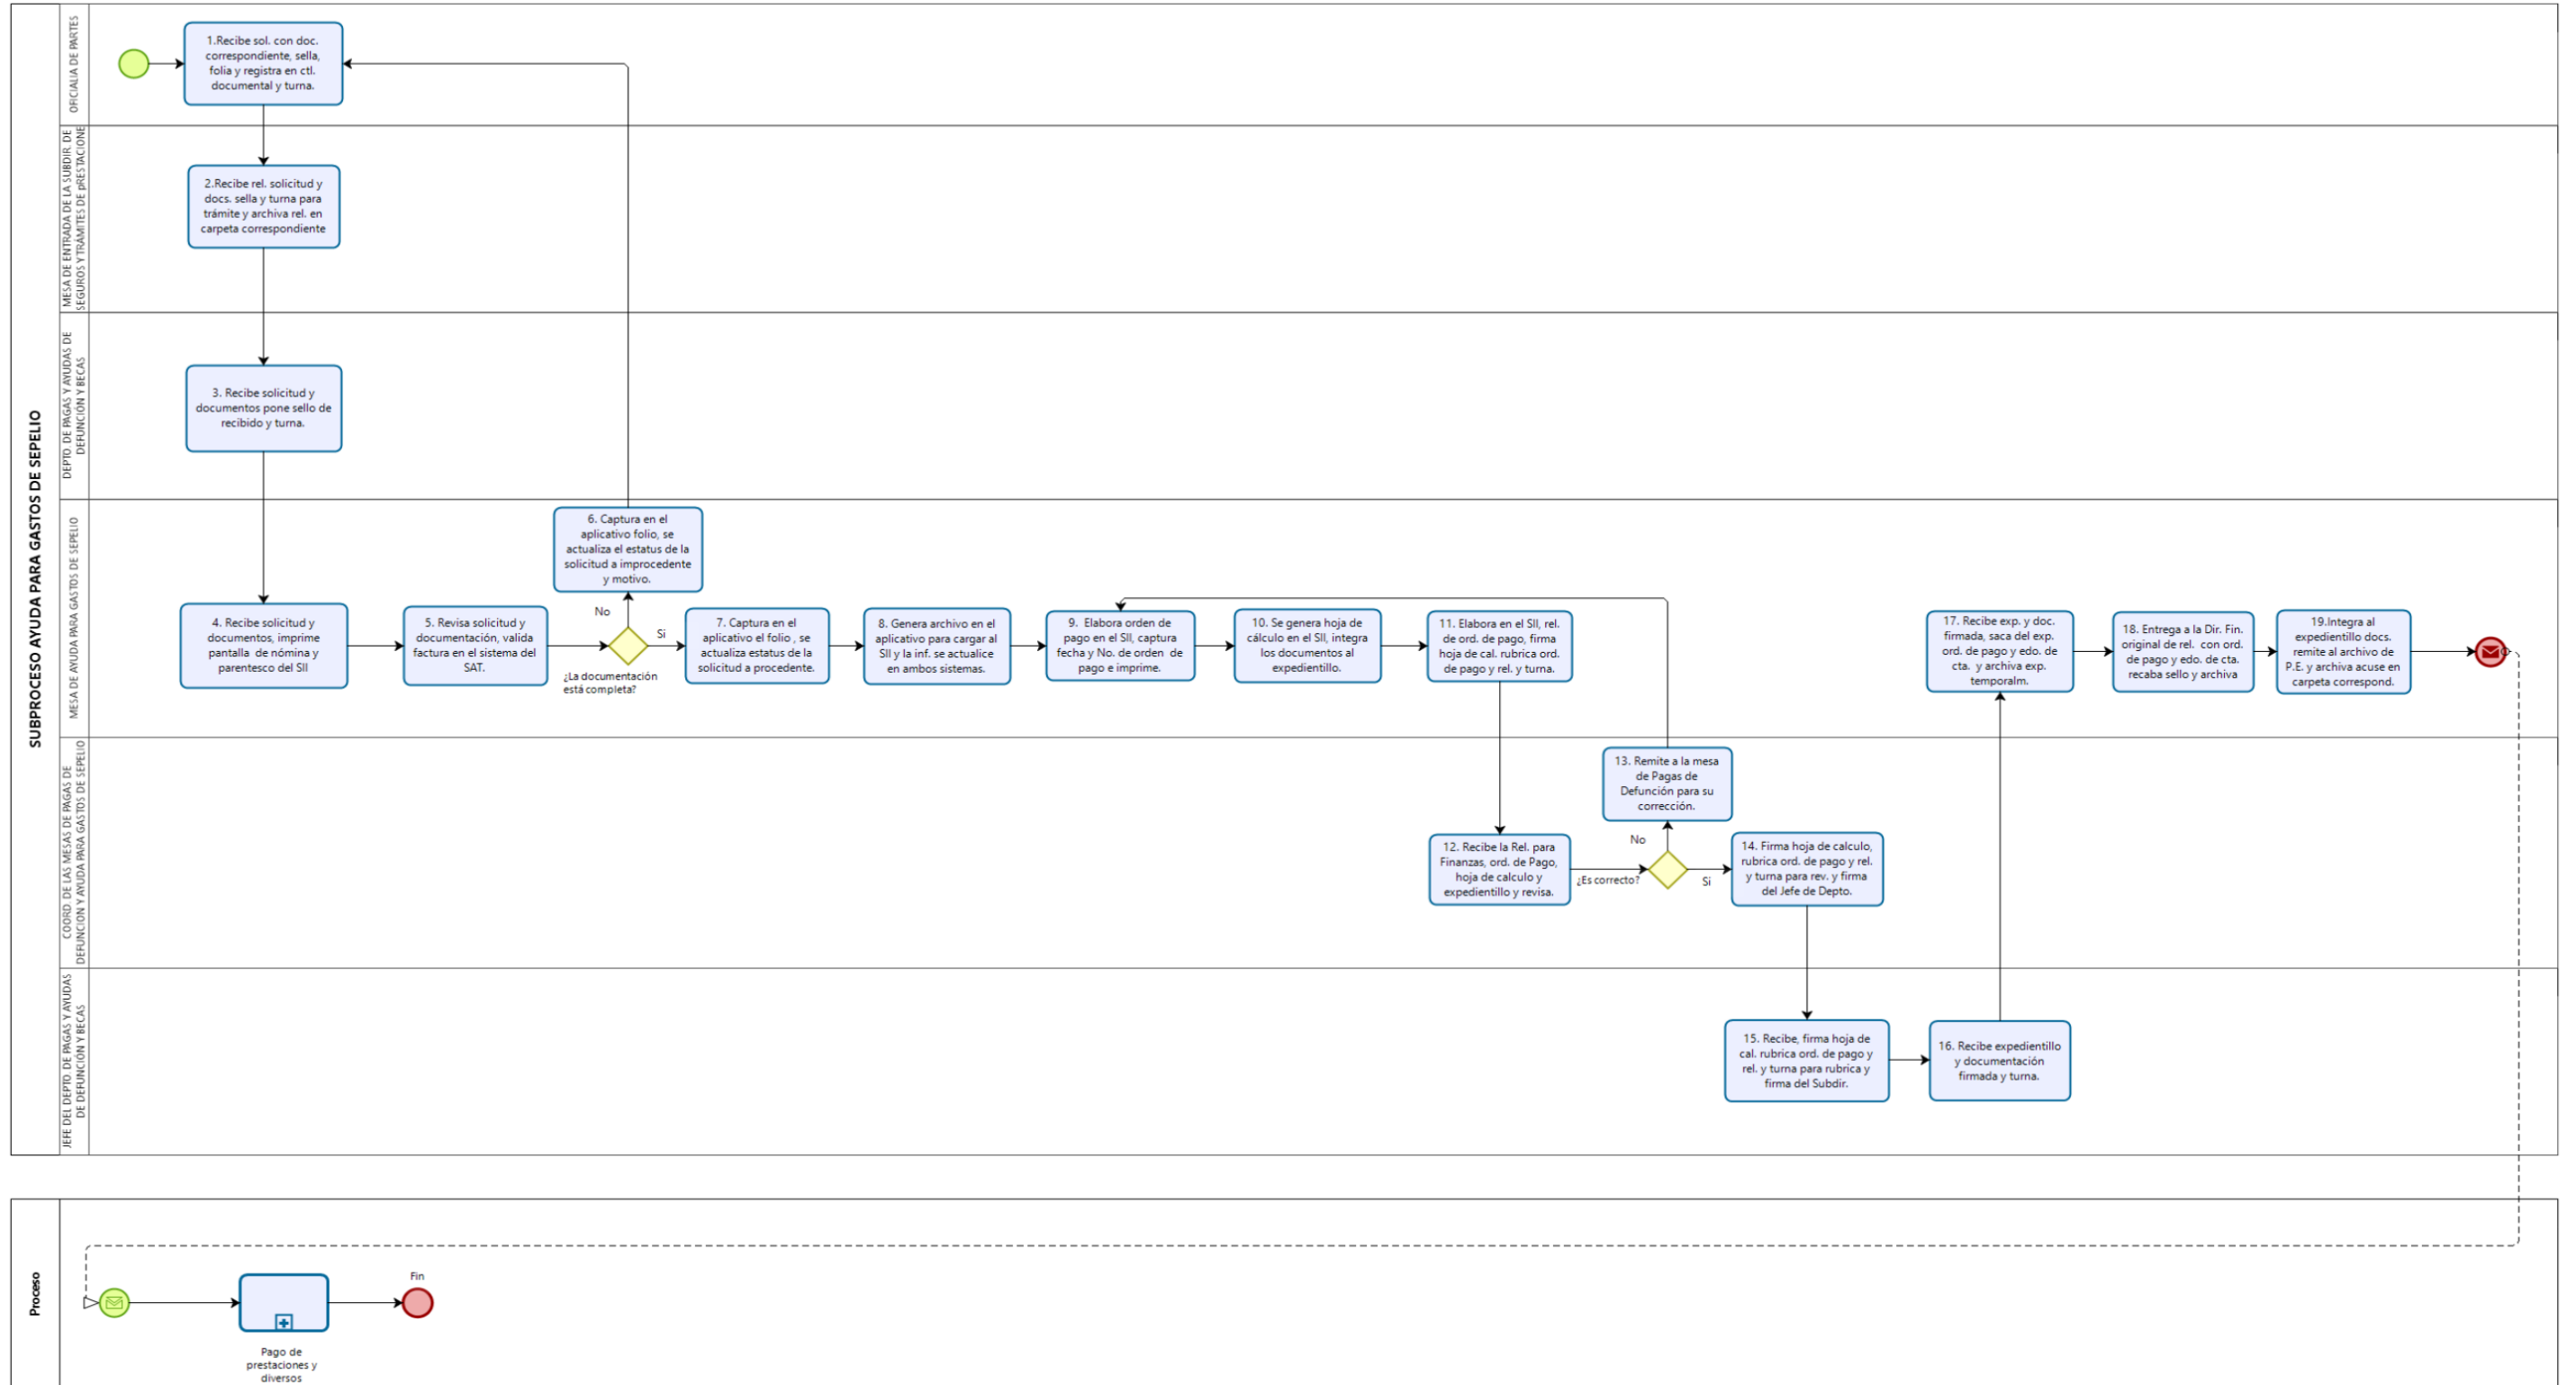 SUBPROCESO AYUDA PARA GASTOS DE SEPELIO
OFICIALIA DE PARTES
1.Recibe sol. con doc.
correspondiente, sella,
folia y registra en ctl.
documental y turna.
MESA DE ENTRADA DE LA SUBDIR. DE
SEGUROS Y TRÁMITES DE pRESTACIONE
2.Recibe rel. solicitud y
docs. sella y turna para
trámite y archiva rel. en
carpeta correspondiente
DEPTO. DE PAGAS Y AYUDAS DE
DEFUNCIÓN Y BECAS
3. Recibe solicitud y
documentos pone sello de
recibido y turna.
MESA DE AYUDA PARA GASTOS DE SEPELIO
4. Recibe solicitud y
documentos, imprime
pantalla de nómina y
parentesco del SII
5. Revisa solicitud y
documentación, valida
factura en el sistema del
SAT.
¿La documentación
está completa?
No
6. Captura en el
aplicativo folio, se
actualiza el estatus de la
solicitud a improcedente
y motivo.
Si
7. Captura en el
aplicativo el folio , se
actualiza estatus de la
solicitud a procedente.
8. Genera archivo en el
aplicativo para cargar al
SII y la inf. se actualice
en ambos sistemas.
9. Elabora orden de
pago en el SII, captura
fecha y No. de orden de
pago e imprime.
10. Se genera hoja de
cálculo en el SII, integra
los documentos al
expedientillo.
11. Elabora en el SII, rel.
de ord. de pago, firma
hoja de cal. rubrica ord.
de pago y rel. y turna.
17. Recibe exp. y doc.
firmada, saca del exp.
ord. de pago y edo. de
cta. y archiva exp.
temporalm.
18. Entrega a la Dir. Fin.
original de rel. con ord.
de pago y edo. de cta.
recaba sello y archiva
19.Integra al
expedientillo docs.
remite al archivo de
P.E. y archiva acuse en
carpeta correspond.
COORD. DE LAS MESAS DE PAGAS DE
DEFUNCION Y AYUDA PARA GASTOS DE SEPELIO
12. Recibe la Rel. para
Finanzas, ord. de Pago,
hoja de calculo y
expedientillo y revisa.
¿Es correcto?
No
13. Remite a la mesa
de Pagas de
Defunción para su
corrección.
Si
14. Firma hoja de calculo,
rubrica ord. de pago y rel.
y turna para rev. y firma
del Jefe de Depto.
JEFE DEL DEPTO. DE PAGAS Y AYUDAS
DE DEFUNCIÓN Y BECAS
15. Recibe, firma hoja de
cal. rubrica ord. de pago y
rel. y turna para rubrica y
firma del Subdir.
16. Recibe expedientillo
y documentación
firmada y turna.
Proceso
Pago de
prestaciones y
diversos
Fin